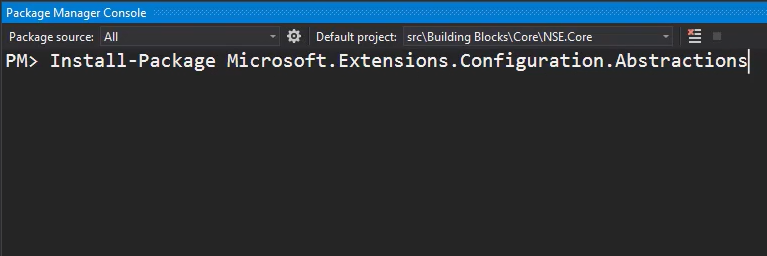 Package Manager Console
Package source: All Default project: src\Building Blocks\Core\NSE.Core
PM> Install-Package Microsoft.Extensions.Configuration.Abstractions